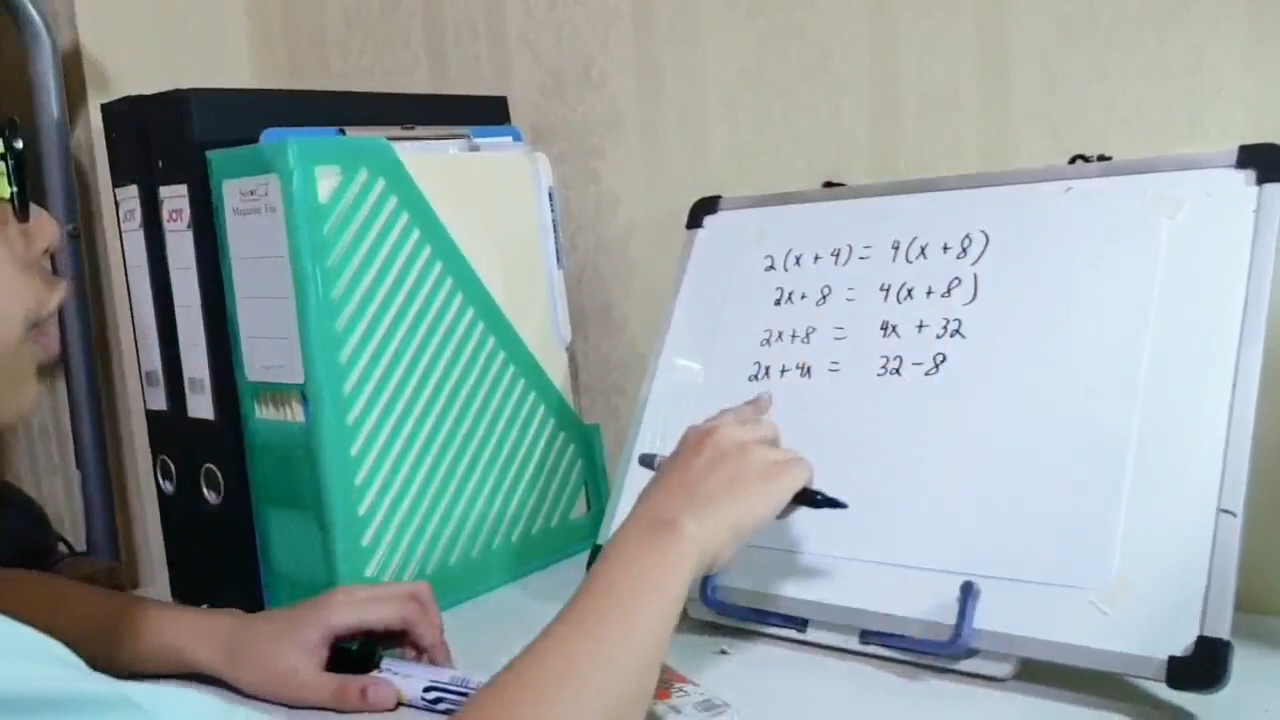 JOY
JOY
Magazine File
2(x+4) = 4(x+8)
2x+8 = 4(x+8)
2x+8 = 4x+32
2x+4x = 32-8